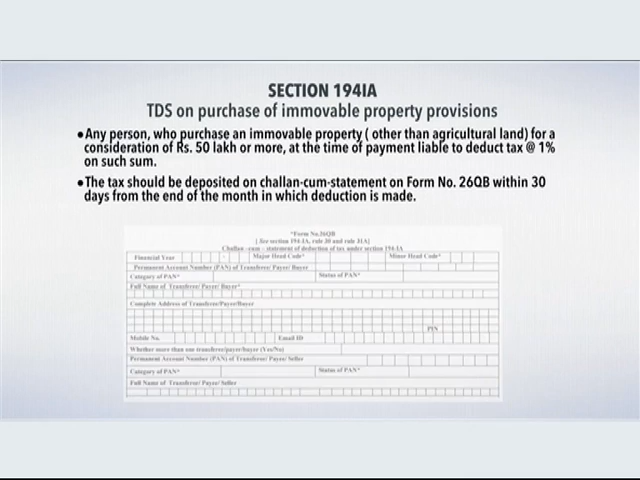 SECTION 194IA
TDS on purchase of immovable property provisions
•Any person, who purchase an immovable property ( other than agricultural land) for a
consideration of Rs. 50 lakh or more, at the time of payment liable to deduct tax @ 1%
on such sum.
•The tax should be deposited on challan-cum-statement on Form No. 26QB within 30
days from the end of the month in which deduction is made.
"Form No.26QB
[ See section 194-IA, rule 30 and rule 31A]
Challan -cum – statement of deduction of tax under section 194-IA
Financial Year - Major Head Code* Minor Head Code*
Permanent Account Number (PAN) of Transferee/ Payer/ Buyer
Category of PAN* Status of PAN*
Full Name of Transferee/ Payer/ Buyer*
Complete Address of Transferee/Payer/Buyer
PIN
Mobile No. Email ID
Whether more than one transferee/payer/buyer (Yes/No)
Permanent Account Number (PAN) of Transferor/ Payee/ Seller
Category of PAN* Status of PAN*
Full Name of Transferor/ Payee/ Seller